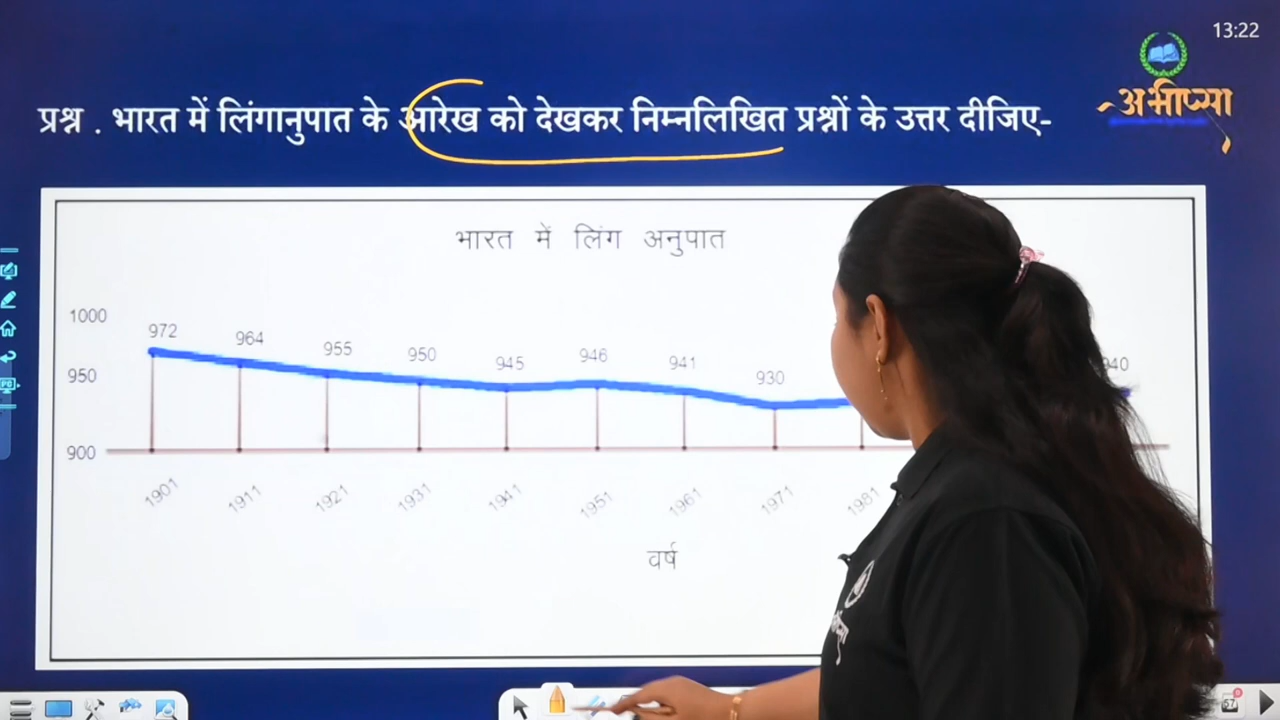 13:22
अभीप्सा
प्रश्न . भारत में लिंगानुपात के आरेख को देखकर निम्नलिखित प्रश्नों के उत्तर दीजिए-
भारत में लिंग अनुपात
1000
972 964 955 950 945 946 941 930 940
950
900
1901 1911 1921 1931 1941 1951 1961 1971 1981
वर्ष